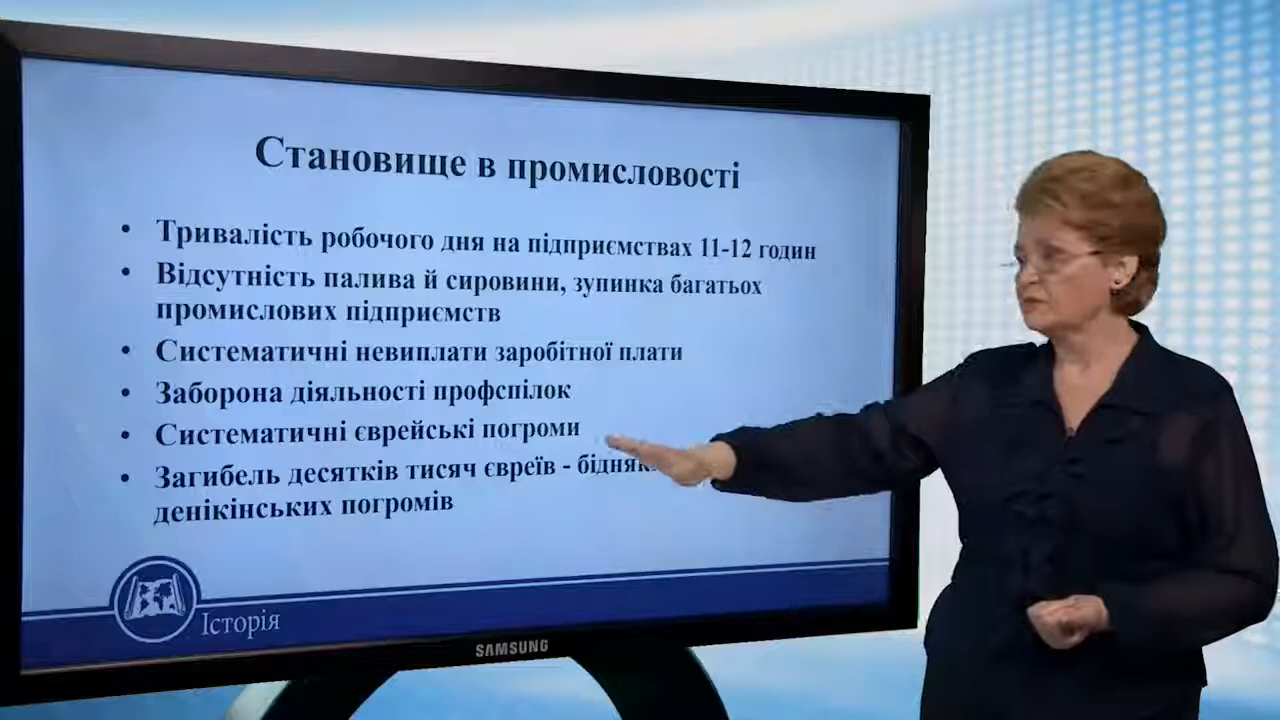 Становище в промисловості
• Тривалість робочого дня на підприємствах 11-12 годин
• Відсутність палива й сировини, зупинка багатьох
промислових підприємств
• Систематичні невиплати заробітної плати
• Заборона діяльності профспілок
• Систематичні єврейські погроми
• Загибель десятків тисяч євреїв -
денікінських погромів
Історія
SAMSUNG